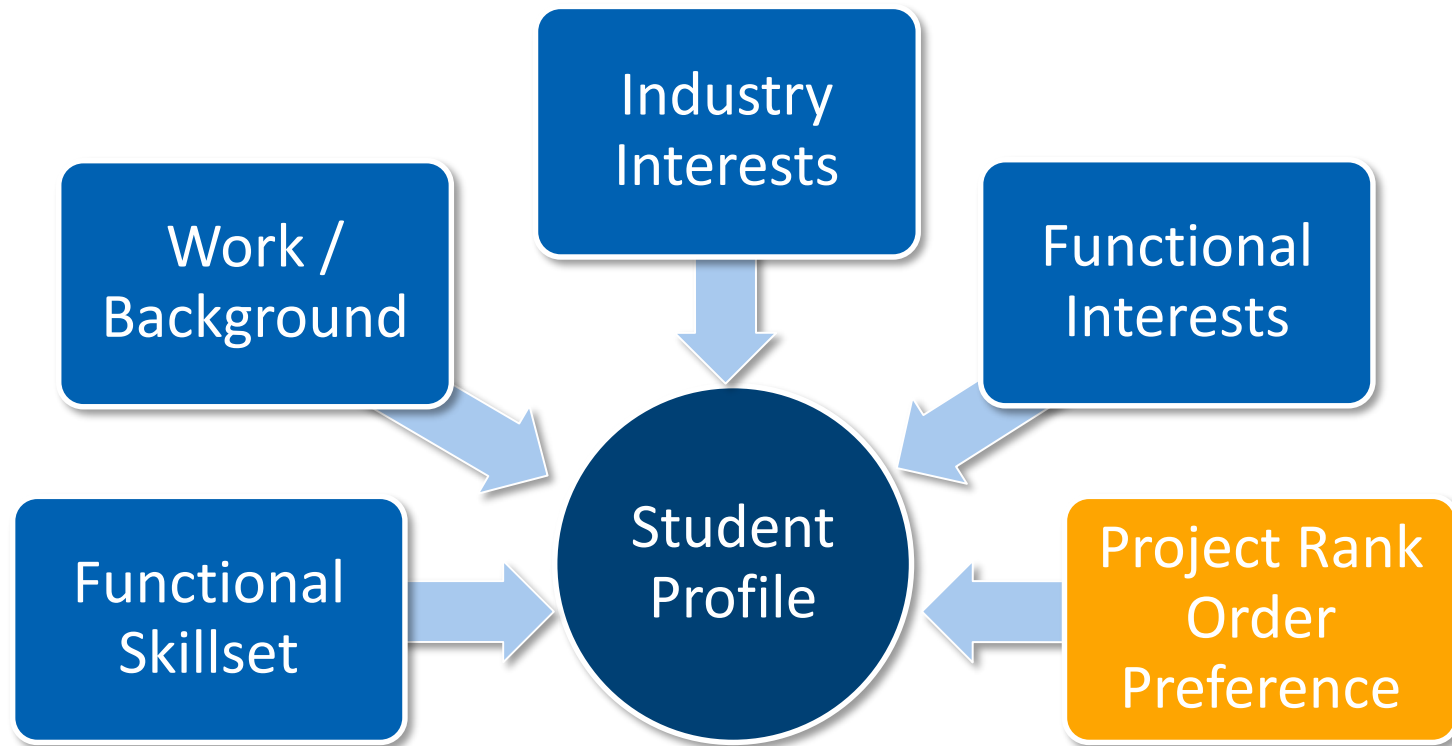 Industry
Interests
Work /
Background
Functional
Interests
Functional
Skillset
Student
Profile
Project Rank
Order
Preference